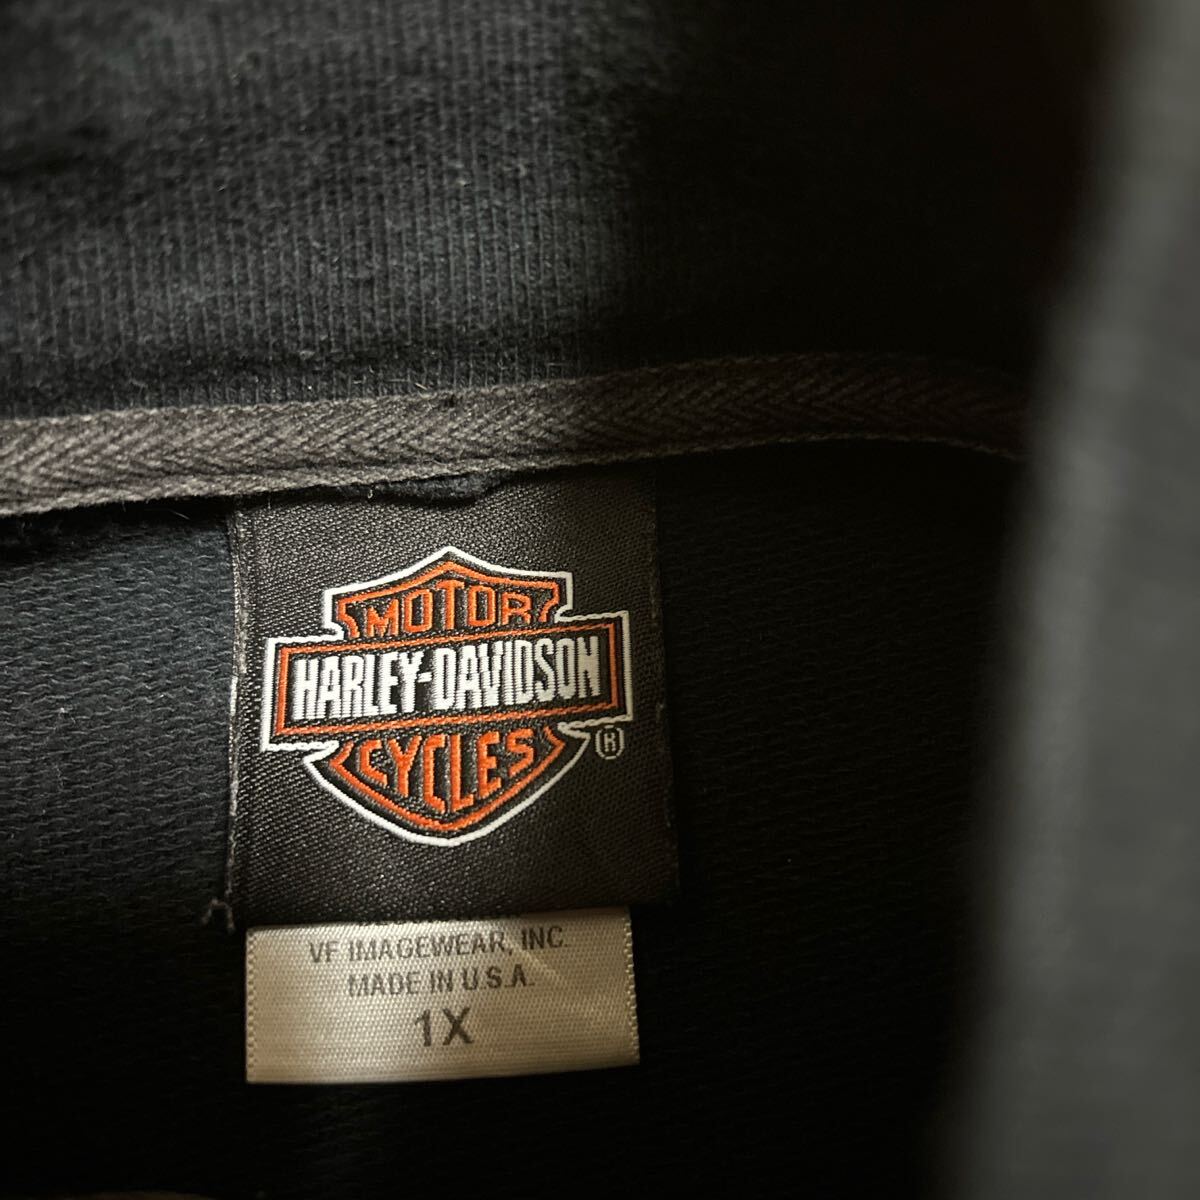 MOTOR
HARLEY-DAVIDSON
CYCLES
®
VF IMAGEWEAR, INC
MADE IN U.S.A.
1X